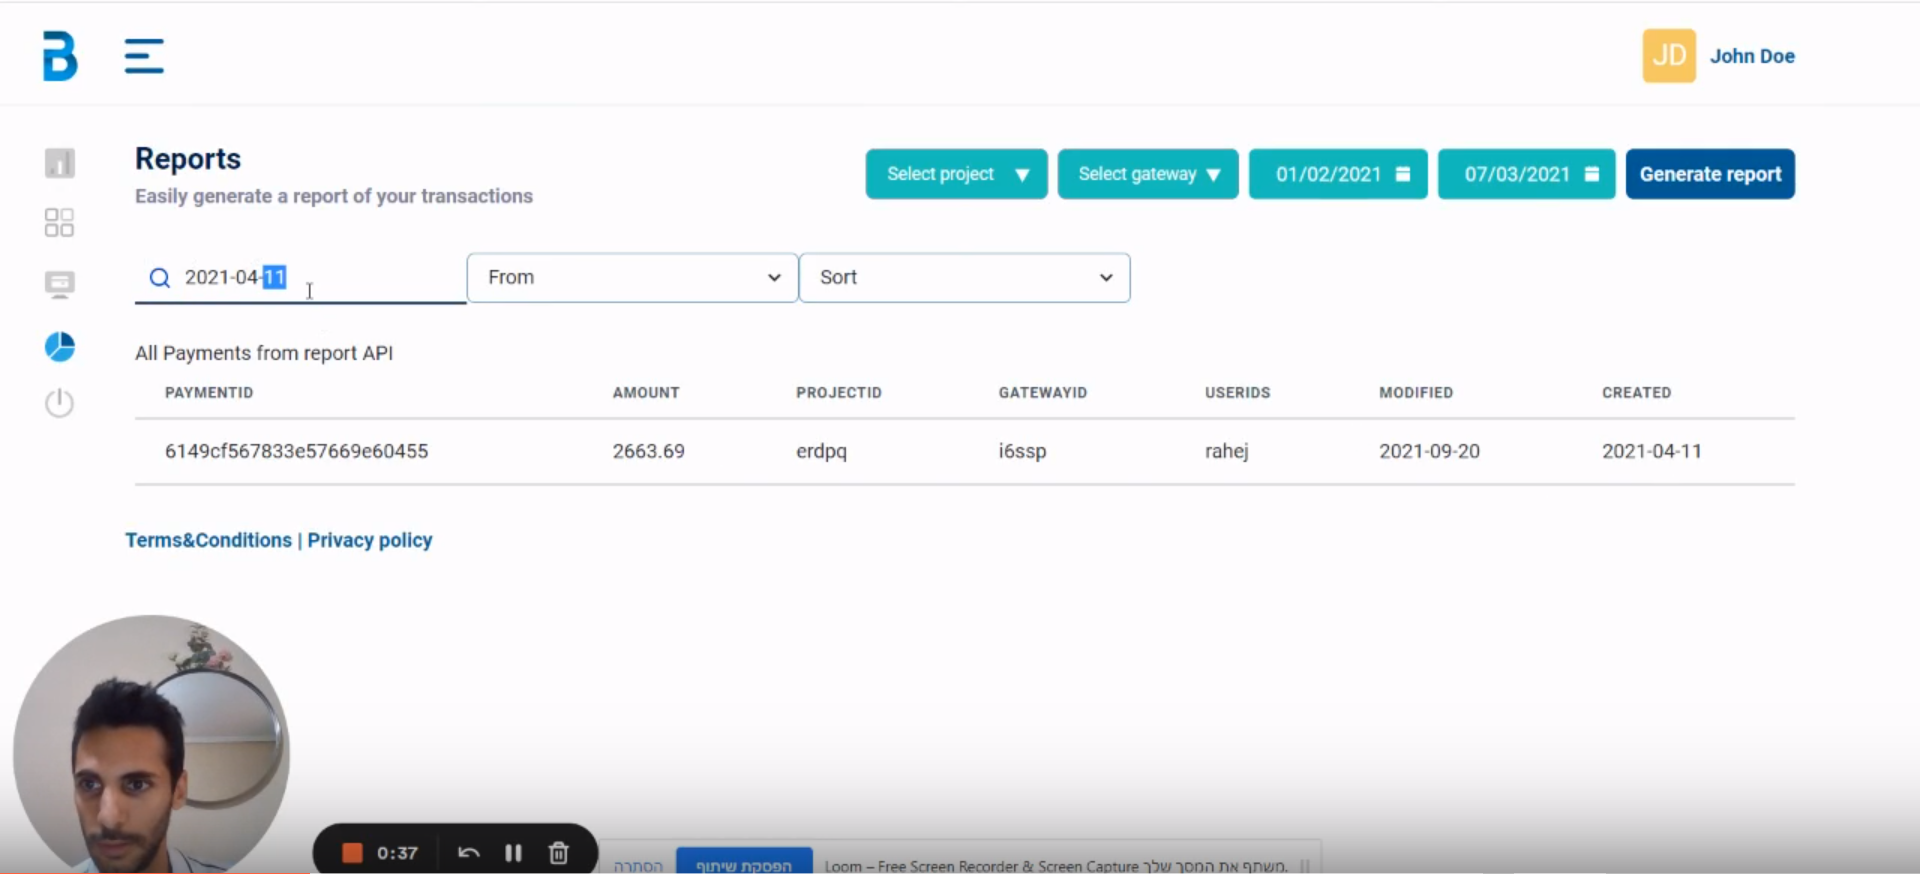 B
JD John Doe
Reports
Easily generate a report of your transactions
Select project Select gateway 01/02/2021 07/03/2021 Generate report
2021-04-11 From Sort
All Payments from report API
PAYMENTID AMOUNT PROJECTID GATEWAYID USERIDS MODIFIED CREATED
6149cf567833e57669e60455 2663.69 erdpq i6ssp rahej 2021-09-20 2021-04-11
Terms&Conditions | Privacy policy
0:37
הסתרה הפסקת שיתוף Loom – Free Screen Recorder & Screen Capture משתף את המסך שלך.